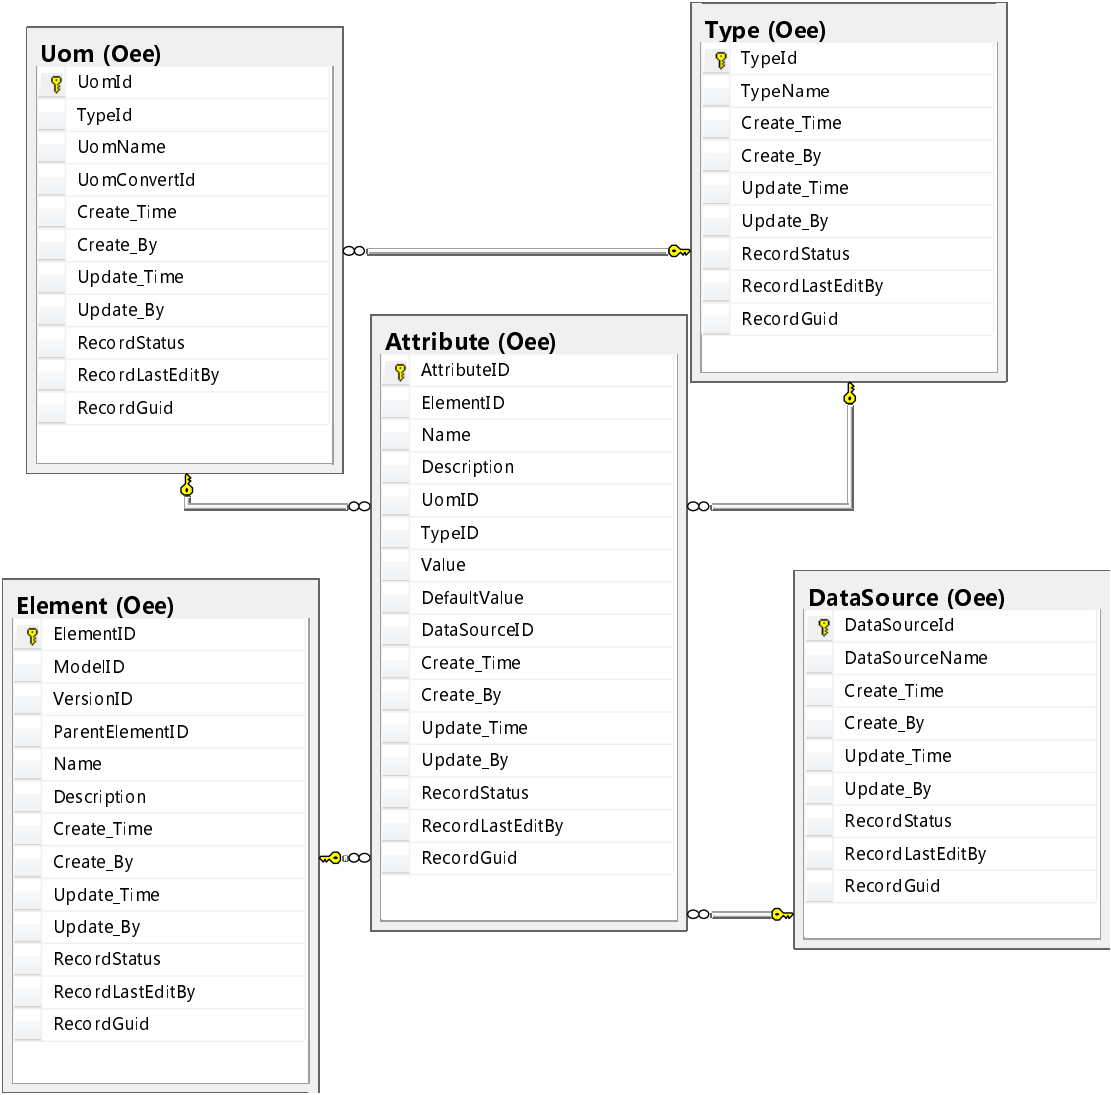 Uom (Oee)
UomId
TypeId
UomName
UomConvertId
Create_Time
Create_By
Update_Time
Update_By
RecordStatus
RecordLastEditBy
RecordGuid
Type (Oee)
TypeId
TypeName
Create_Time
Create_By
Update_Time
Update_By
RecordStatus
RecordLastEditBy
RecordGuid
Attribute (Oee)
AttributeID
ElementID
Name
Description
UomID
TypeID
Value
DefaultValue
DataSourceID
Create_Time
Create_By
Update_Time
Update_By
RecordStatus
RecordLastEditBy
RecordGuid
Element (Oee)
ElementID
ModelID
VersionID
ParentElementID
Name
Description
Create_Time
Create_By
Update_Time
Update_By
RecordStatus
RecordLastEditBy
RecordGuid
DataSource (Oee)
DataSourceId
DataSourceName
Create_Time
Create_By
Update_Time
Update_By
RecordStatus
RecordLastEditBy
RecordGuid